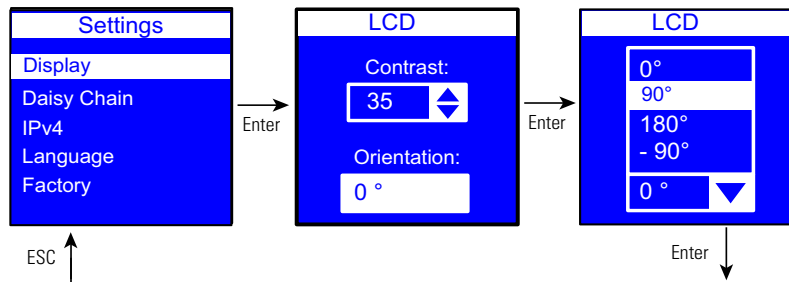 Settings
Display
Daisy Chain
IPv4
Language
Factory
ESC
Enter
LCD
Contrast:
35
Orientation:
0 °
Enter
LCD
0°
90°
180°
- 90°
0 °
Enter